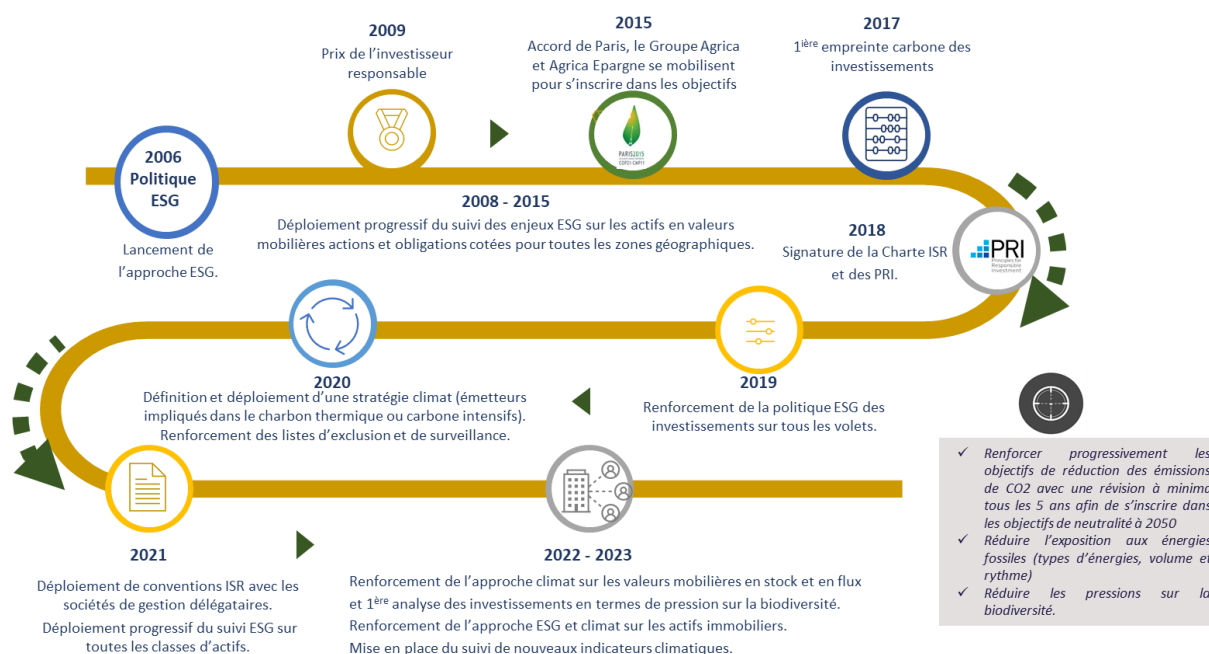 2006
Politique
ESG
Lancement de
l'approche ESG.
2009
Prix de l'investisseur
responsable
2008 - 2015
Déploiement progressif du suivi des enjeux ESG sur les actifs en valeurs
mobilières actions et obligations cotées pour toutes les zones géographiques.
2015
Accord de Paris, le Groupe Agrica
et Agrica Epargne se mobilisent
pour s'inscrire dans les objectifs
PARIS2015
COP21·CMP11
2017
1ière empreinte carbone des
investissements
2018
Signature de la Charte ISR
et des PRI.
PRI
Principles for
Responsible
Investment
2019
Renforcement de la politique ESG des
investissements sur tous les volets.
2020
Définition et déploiement d'une stratégie climat (émetteurs
impliqués dans le charbon thermique ou carbone intensifs).
Renforcement des listes d'exclusion et de surveillance.
2021
Déploiement de conventions ISR avec les
sociétés de gestion délégataires.
Déploiement progressif du suivi ESG sur
toutes les classes d'actifs.
2022 - 2023
Renforcement de l'approche climat sur les valeurs mobilières en stock et en flux
et 1ère analyse des investissements en termes de pression sur la biodiversité.
Renforcement de l'approche ESG et climat sur les actifs immobiliers.
Mise en place du suivi de nouveaux indicateurs climatiques.
✓ Renforcer progressivement les
objectifs de réduction des émissions
de CO2 avec une révision à minima
tous les 5 ans afin de s'inscrire dans
les objectifs de neutralité à 2050
✓ Réduire l'exposition aux énergies
fossiles (types d'énergies, volume et
rythme)
✓ Réduire les pressions sur la
biodiversité.